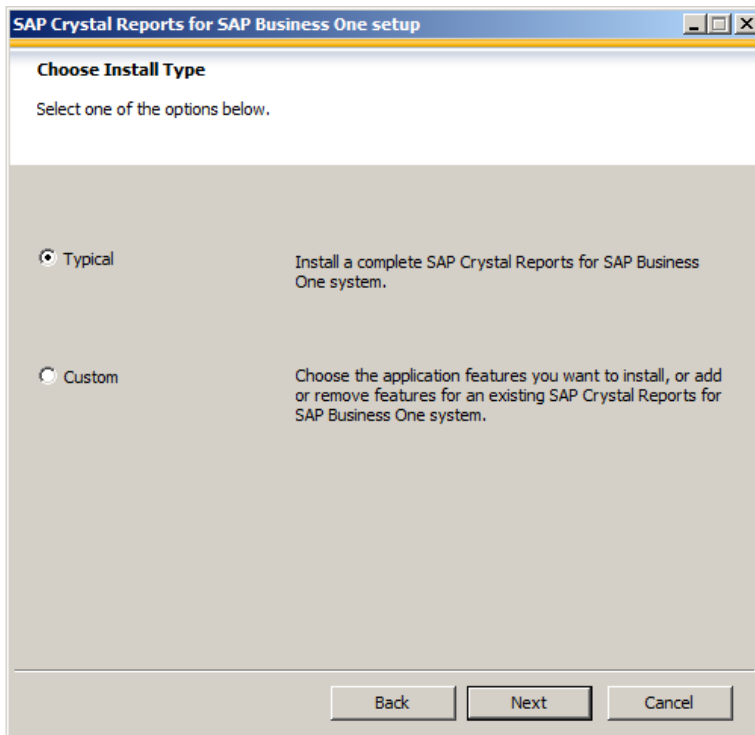 SAP Crystal Reports for SAP Business One setup
Choose Install Type
Select one of the options below.
Typical
Install a complete SAP Crystal Reports for SAP Business
One system.
Custom
Choose the application features you want to install, or add
or remove features for an existing SAP Crystal Reports for
SAP Business One system.
Back
Next
Cancel